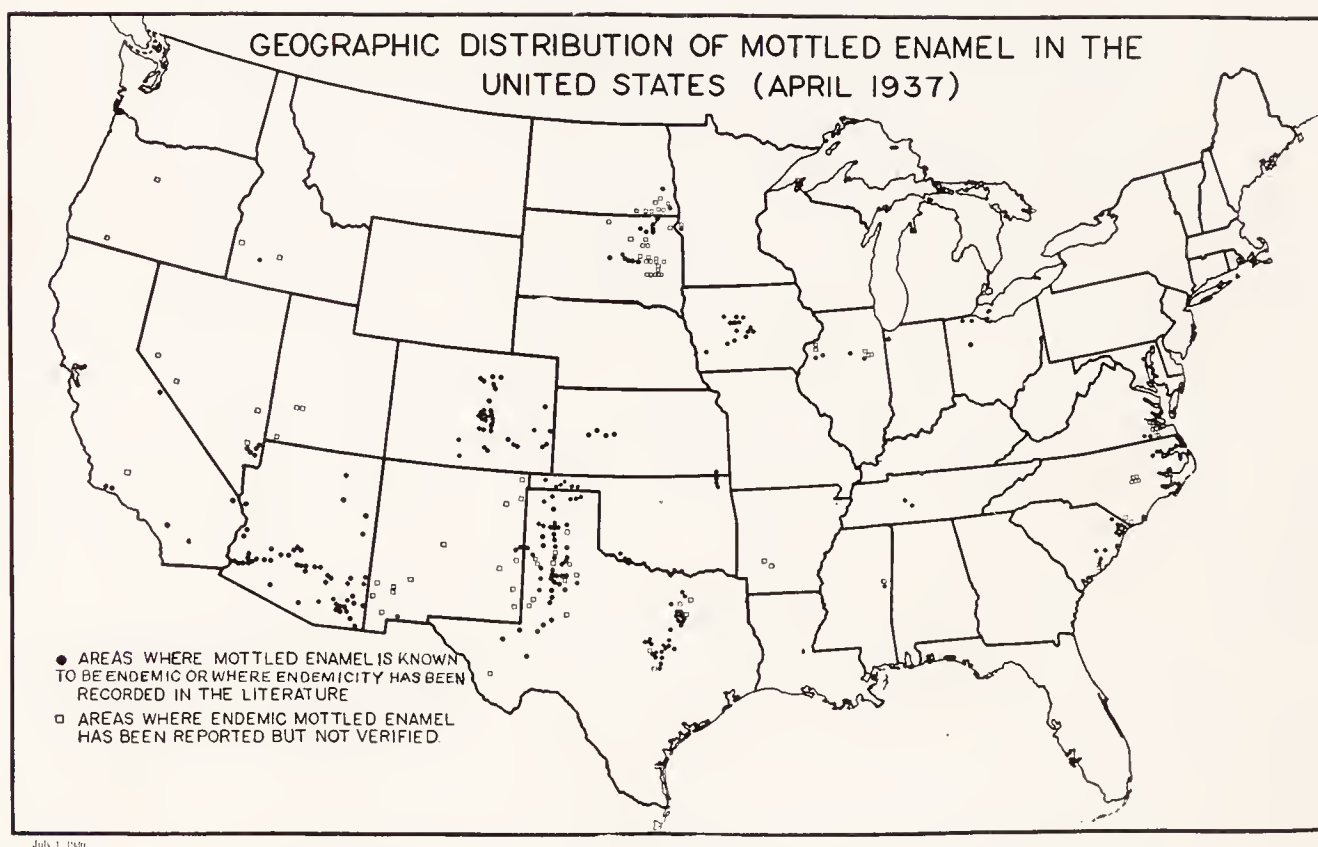 GEOGRAPHIC DISTRIBUTION OF MOTTLED ENAMEL IN THE
UNITED STATES (APRIL 1937)
AREAS WHERE MOTTLED ENAMEL IS KNOWN
TO BE ENDEMIC OR WHERE ENDEMICITY HAS BEEN
RECORDED IN THE LITERATURE
AREAS WHERE ENDEMIC MOTTLED ENAMEL
HAS BEEN REPORTED BUT NOT VERIFIED.
July 1,